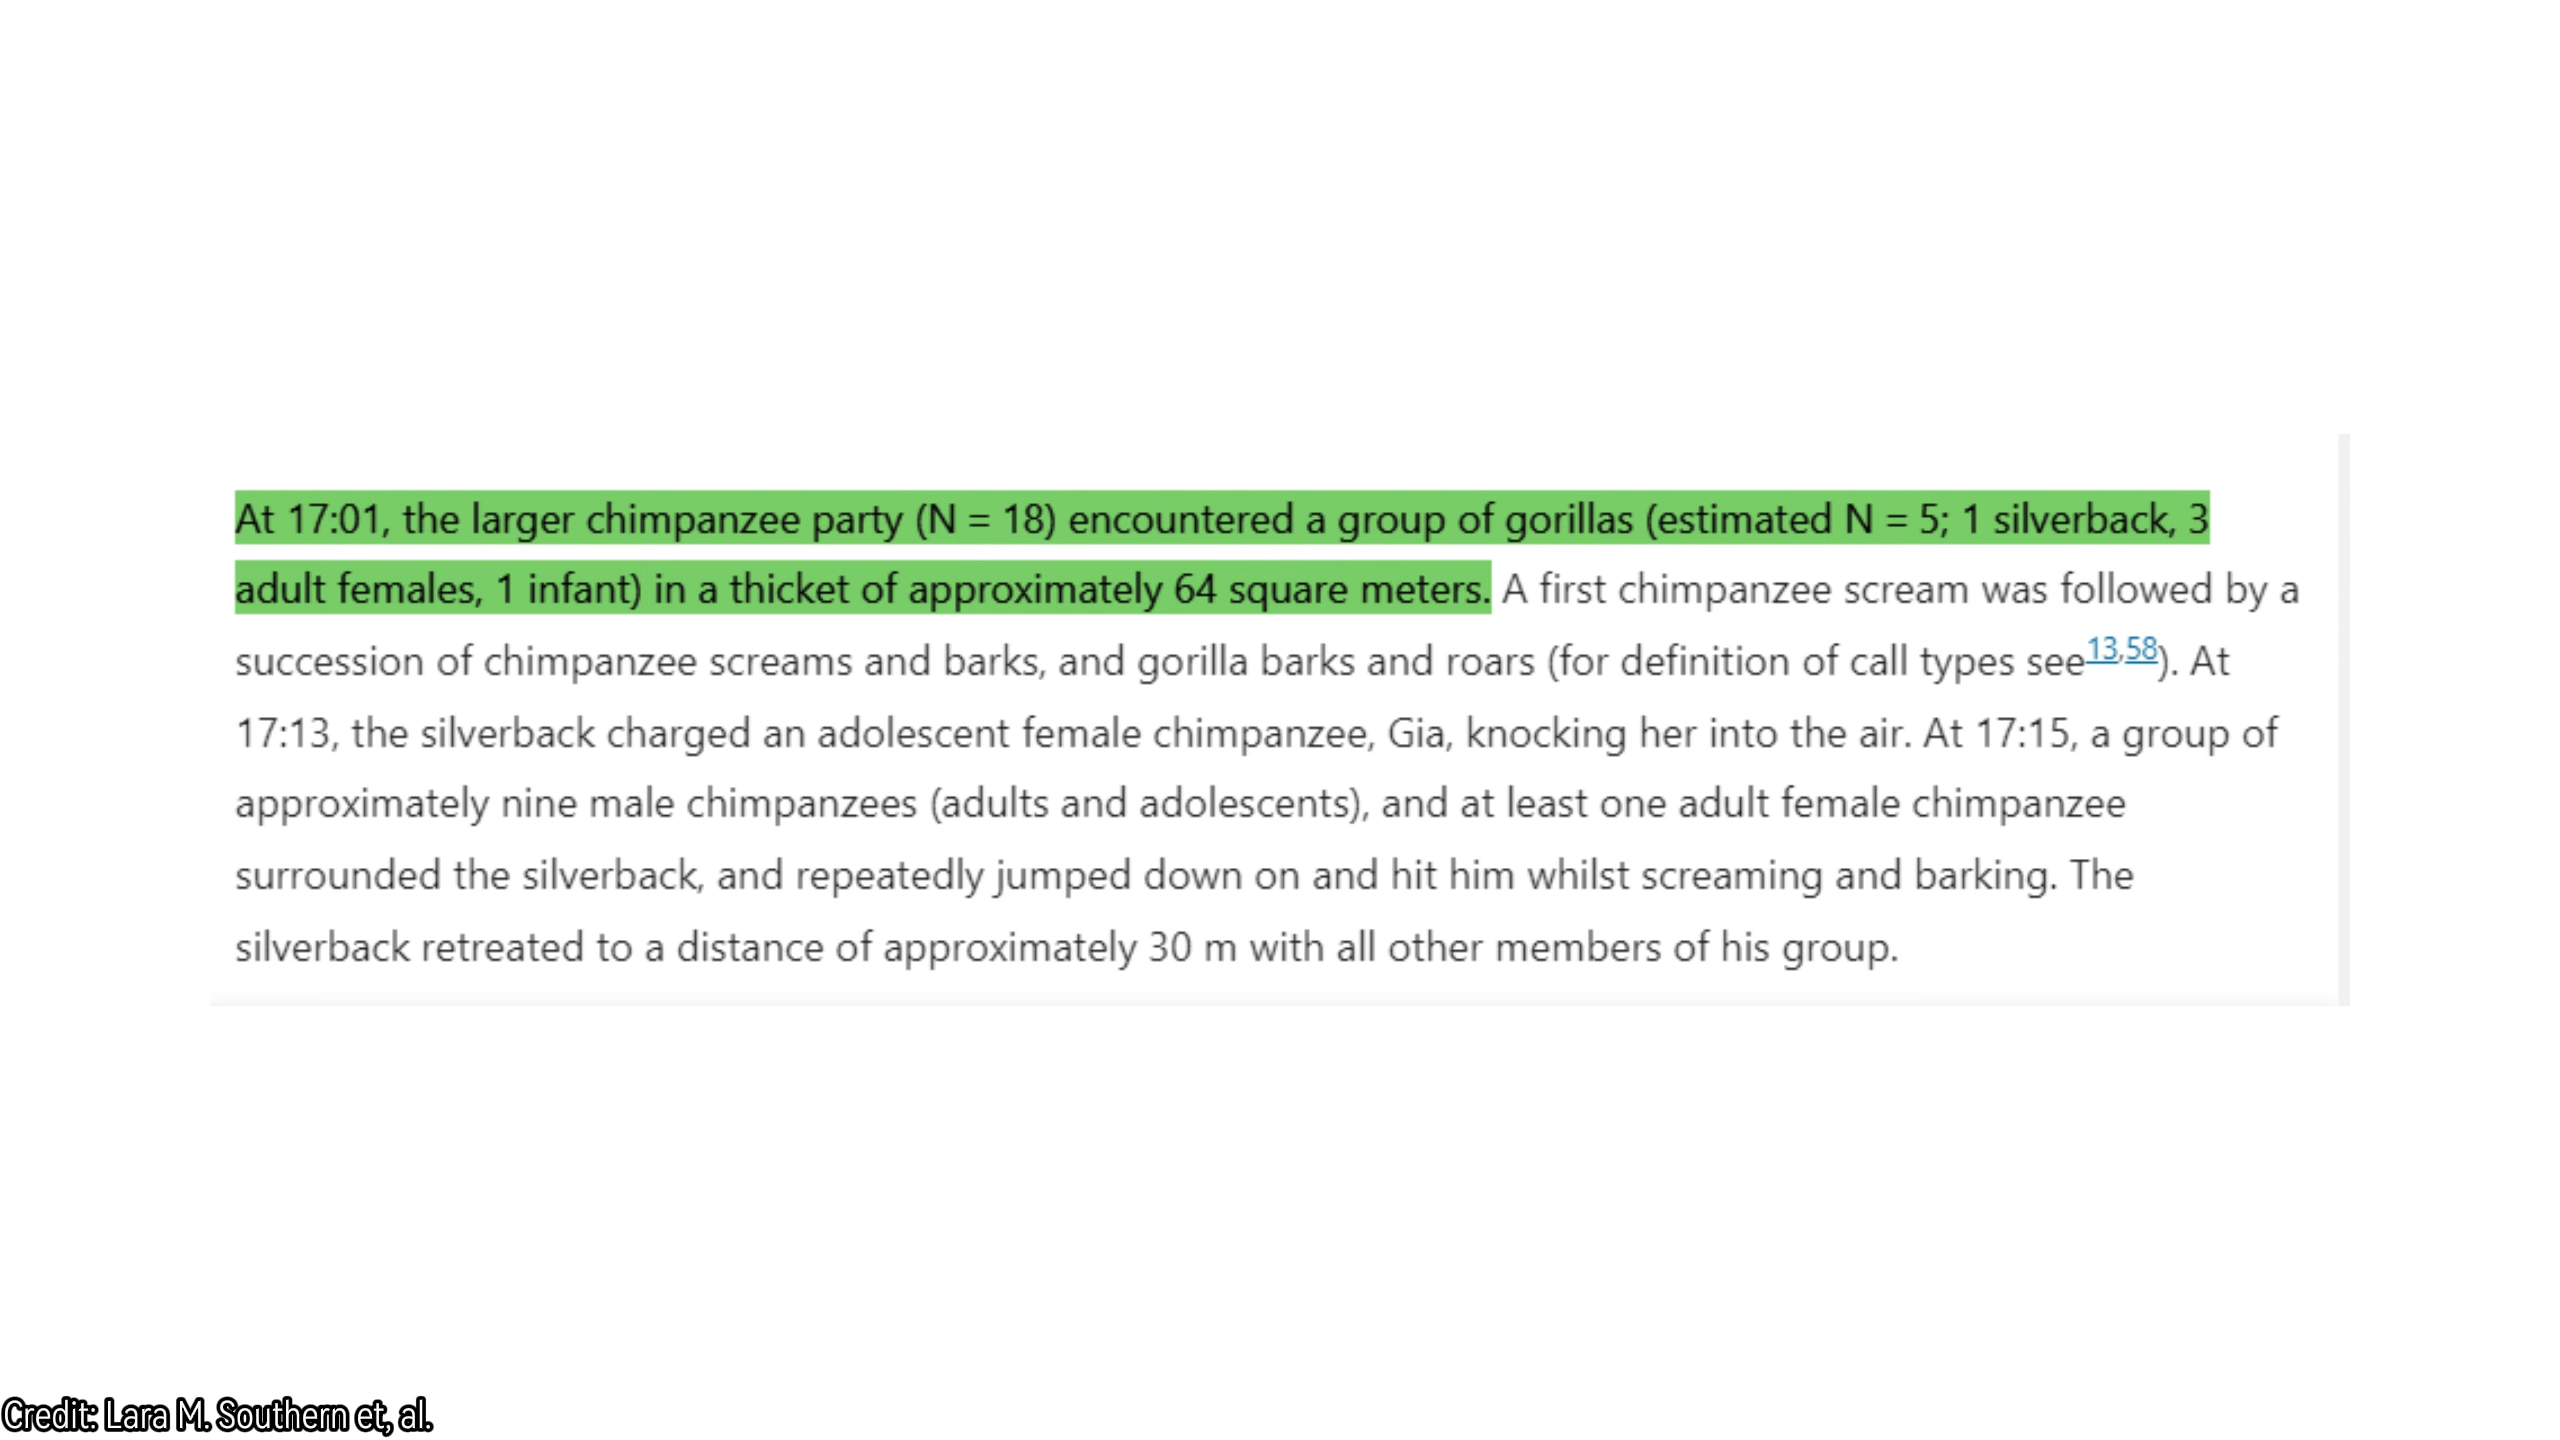 At 17:01, the larger chimpanzee party (N = 18) encountered a group of gorillas (estimated N = 5; 1 silverback, 3
adult females, 1 infant) in a thicket of approximately 64 square meters. A first chimpanzee scream was followed by a
succession of chimpanzee screams and barks, and gorilla barks and roars (for definition of call types see13,58). At
17:13, the silverback charged an adolescent female chimpanzee, Gia, knocking her into the air. At 17:15, a group of
approximately nine male chimpanzees (adults and adolescents), and at least one adult female chimpanzee
surrounded the silverback, and repeatedly jumped down on and hit him whilst screaming and barking. The
silverback retreated to a distance of approximately 30 m with all other members of his group.
Credit: Lara M. Southern et, al.